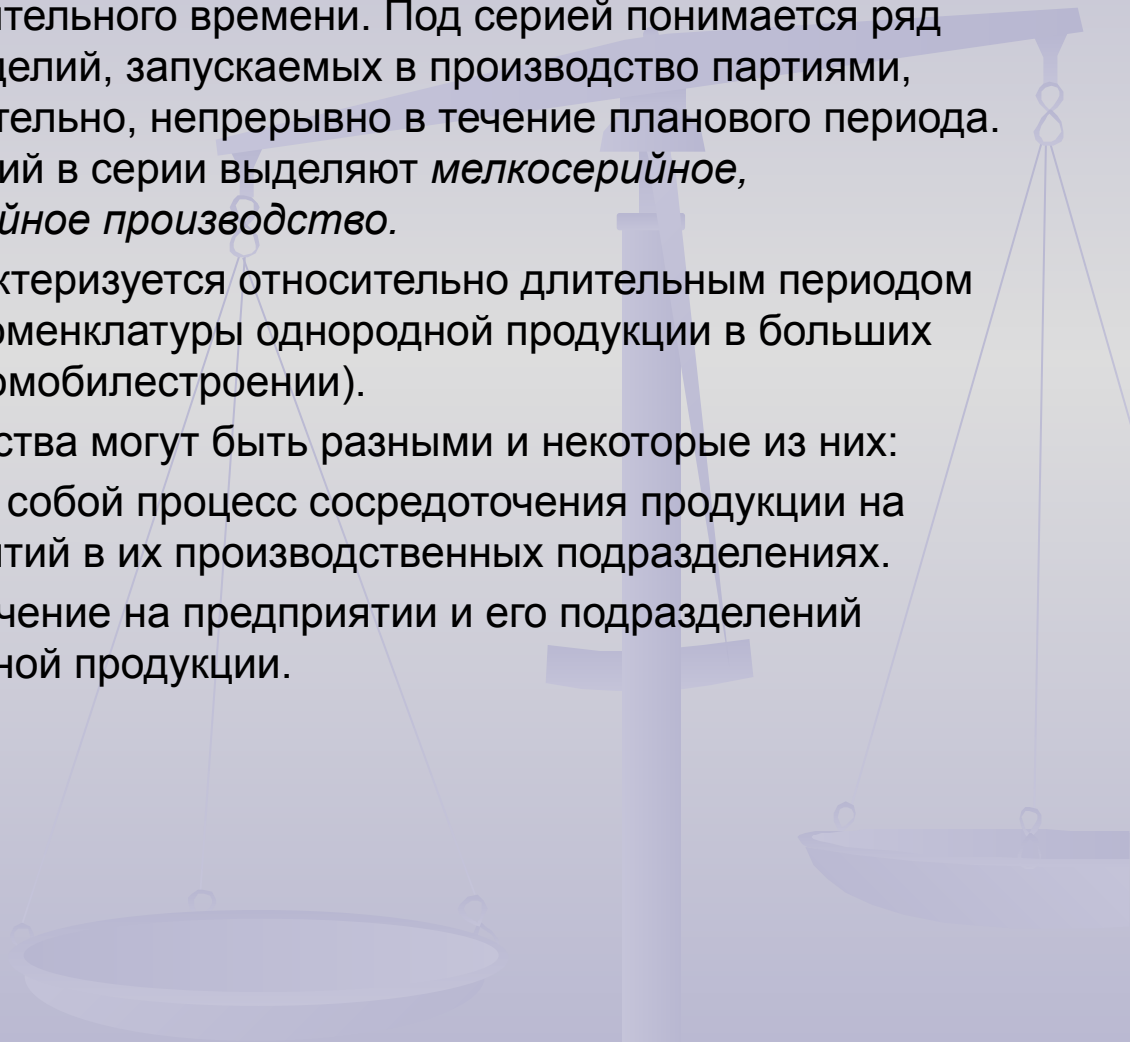 ительного времени. Под серией понимается ряд
делий, запускаемых в производство партиями,
тельно, непрерывно в течение планового периода.
ий в серии выделяют мелкосерийное,
йное производство.
ктеризуется относительно длительным периодом
оменклатуры однородной продукции в больших
омобилестроении).
ства могут быть разными и некоторые из них:
собой процесс сосредоточения продукции на
тий в их производственных подразделениях.
чение на предприятии и его подразделений
ной продукции.